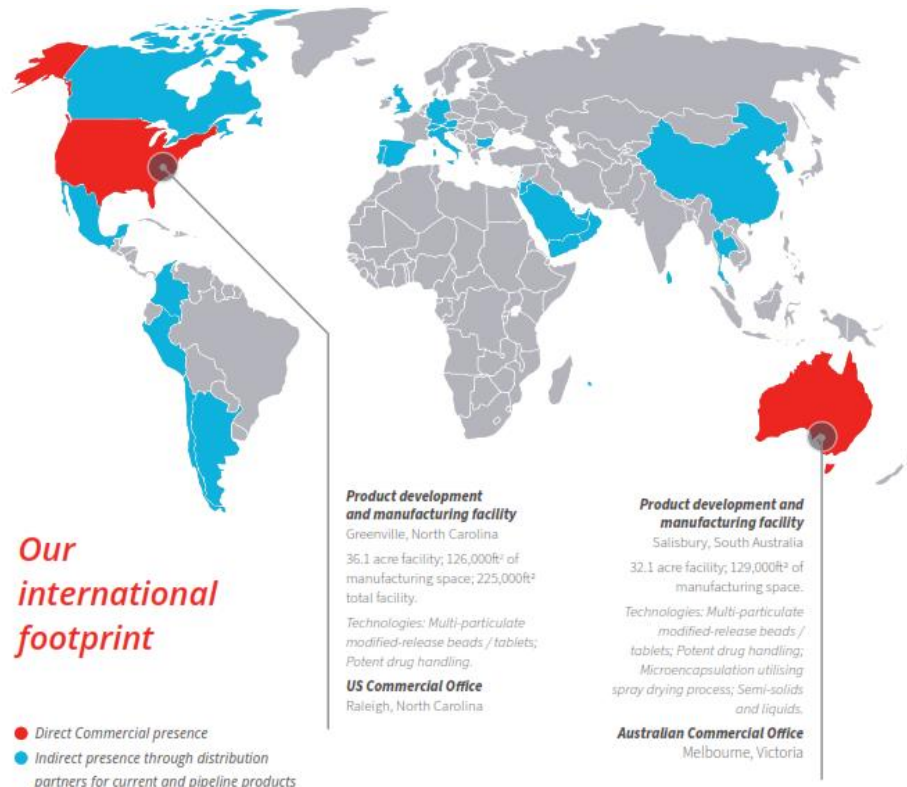 Our
international
footprint
Direct Commercial presence
Indirect presence through distribution
partners for current and pipeline products
Product development
and manufacturing facility
Greenville, North Carolina
36.1 acre facility; 126,000ft² of
manufacturing space; 225,000ft²
total facility.
Technologies: Multi-particulate
modified-release beads / tablets;
Potent drug handling.
US Commercial Office
Raleigh, North Carolina
Product development and
manufacturing facility
Salisbury, South Australia
32.1 acre facility; 129,000ft² of
manufacturing space.
Technologies: Multi-particulate
modified-release beads /
tablets; Potent drug handling;
Microencapsulation utilising
spray drying process; Semi-solids
and liquids.
Australian Commercial Office
Melbourne, Victoria